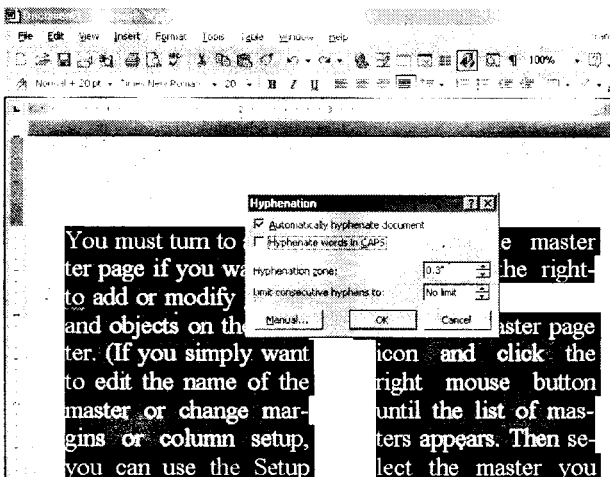 File Edit View Insert Format Tools Table Window Help
Normal + 20 pt Times New Roman 20 B I U
100%
Hyphenation
Automatically hyphenate document
Hyphenate words in CAPS
Hyphenation zone: 0.3"
Limit consecutive hyphens to: No limit
Manual... OK Cancel
You must turn to
ter page if you
to add or modify
and objects on the
ter. (If you simply want
to edit the name of the
master or change mar-
gins or column setup,
you can use the Setup
master
the right-
page
icon and click the
right mouse button
until the list of mas-
ters appears. Then se-
lect the master you